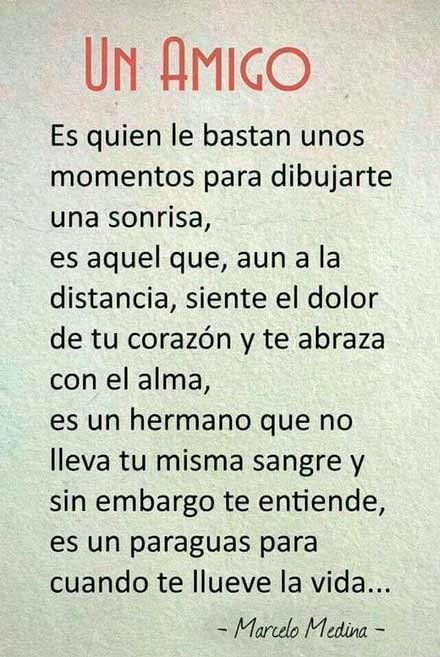 Un Amigo
Es quien le bastan unos
momentos para dibujarte
una sonrisa,
es aquel que, aun a la
distancia, siente el dolor
de tu corazón y te abraza
con el alma,
es un hermano que no
lleva tu misma sangre y
sin embargo te entiende,
es un paraguas para
cuando te llueve la vida...
- Marcelo Medina -